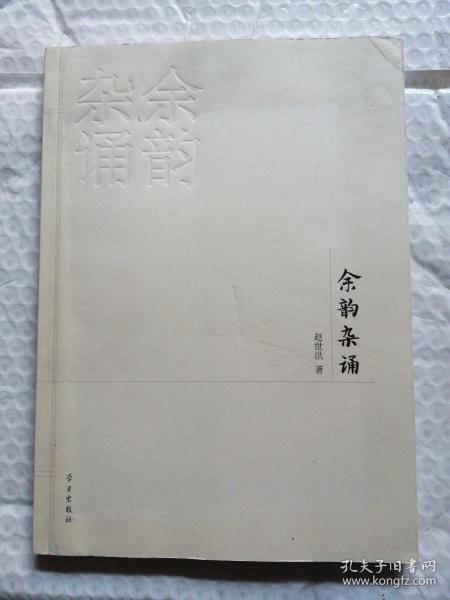 余韵
杂诵
余韵杂诵
赵世洪 著
学习出版社
孔夫子旧书网
www.kongfz.com